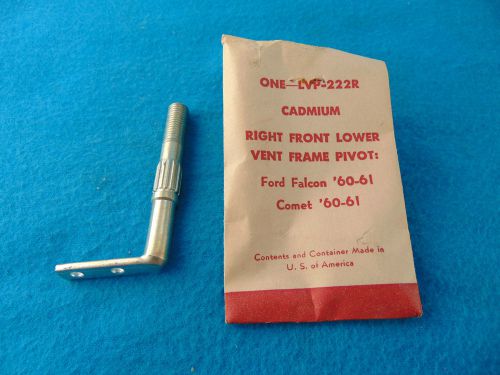 ONE—LVP-222R
CADMIUM
RIGHT FRONT LOWER
VENT FRAME PIVOT:
Ford Falcon '60-61
Comet '60-61
Contents and Container Made in
U. S. of America